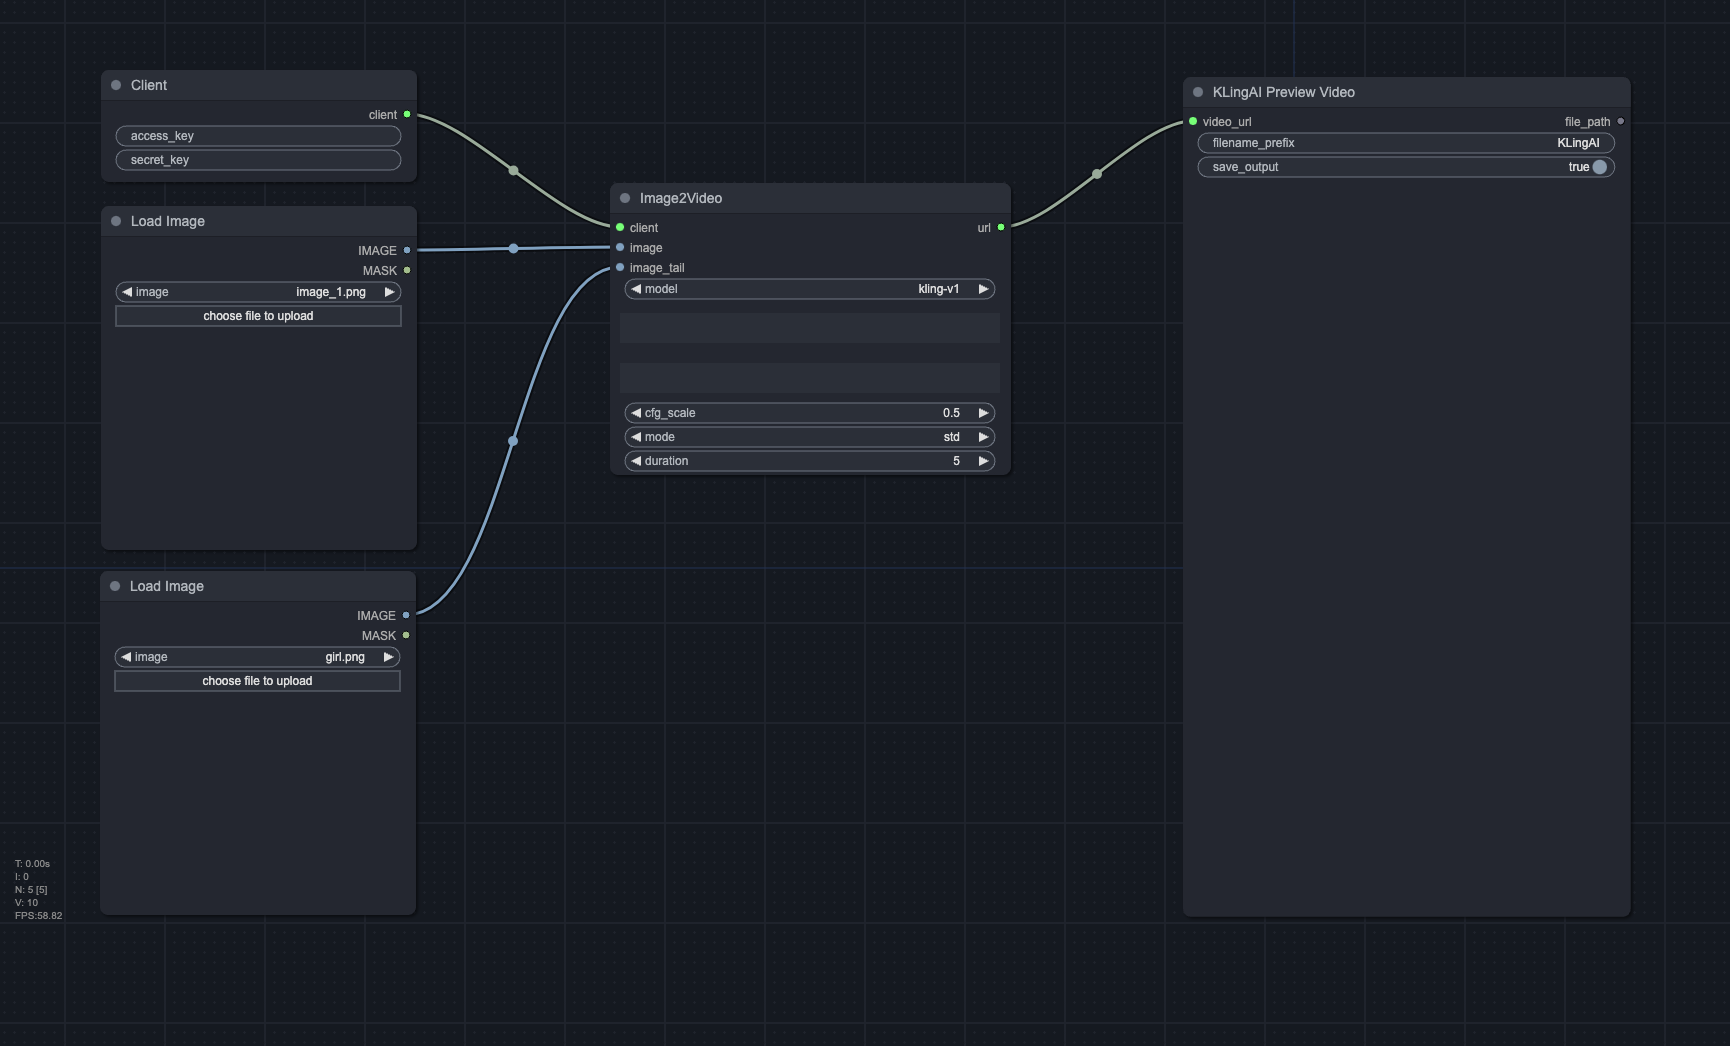 Client
client
access_key
secret_key
Load Image
IMAGE
MASK
image image_1.png
choose file to upload
Load Image
IMAGE
MASK
image girl.png
choose file to upload
Image2Video
client url
image
image_tail
model kling-v1
cfg_scale 0.5
mode std
duration 5
KLingAI Preview Video
video_url file_path
filename_prefix KLingAI
save_output true
T: 0.00s
I: 0
N: 5 [5]
V: 10
FPS:58.82